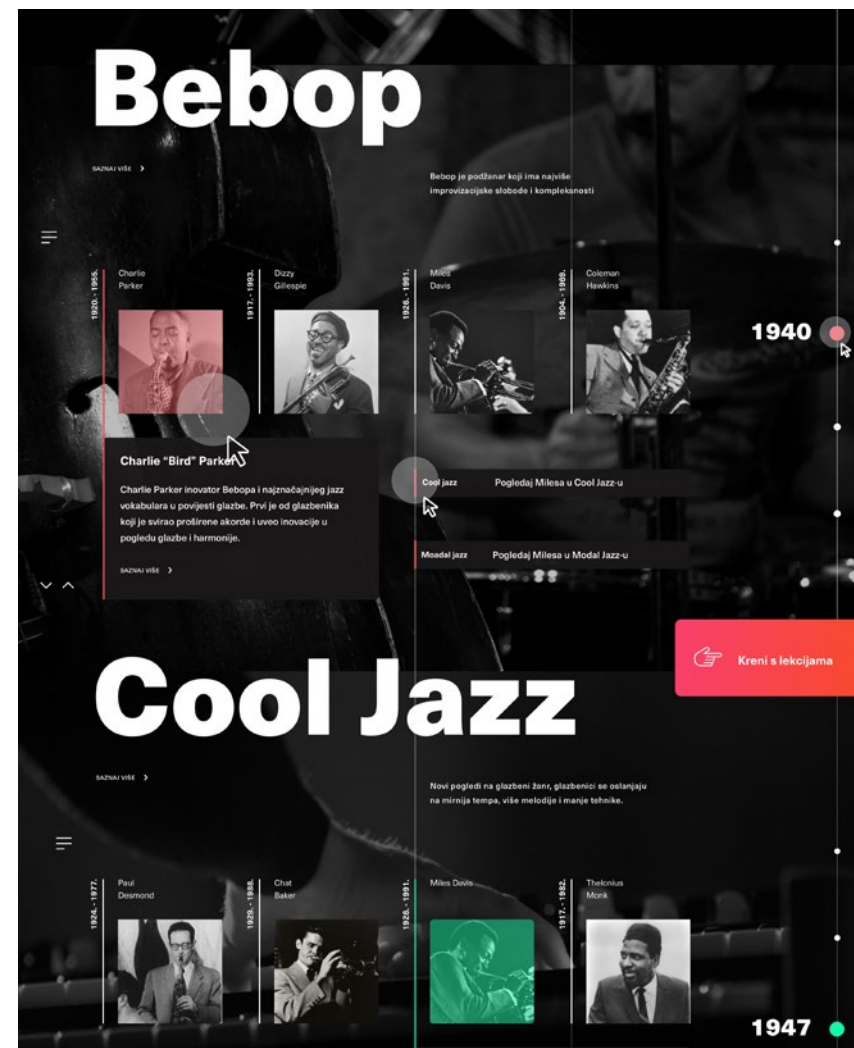 Bebop
SAZNAJ VIŠE
Bebop je podžanar koji ima najviše
improvizacijske slobode i kompleksnosti
1920. - 1955.
Charlie
Parker
1917. - 1993.
Dizzy
Gillespie
1926. - 1991.
Miles
Davis
1904. - 1969.
Coleman
Hawkins
1940
Charlie “Bird” Parker
Charlie Parker inovator Bebopa i najznačajnijeg jazz
vokabulara u povijesti glazbe. Prvi je od glazbenika
koji je svirao proširene akorde i uveo inovacije u
pogledu glazbe i harmonije.
SAZNAJ VIŠE
Cool jazz
Pogledaj Milesa u Cool Jazz-u
Moadal jazz
Pogledaj Milesa u Modal Jazz-u
Kreni s lekcijama
Cool Jazz
SAZNAJ VIŠE
Novi pogledi na glazbeni žanr, glazbenici se oslanjaju
na mirnija tempa, više melodije i manje tehnike.
1924. - 1977.
Paul
Desmond
1929. - 1988.
Chat
Baker
1926. - 1991.
Miles Davis
1917. - 1982.
Thelonius
Monk
1947